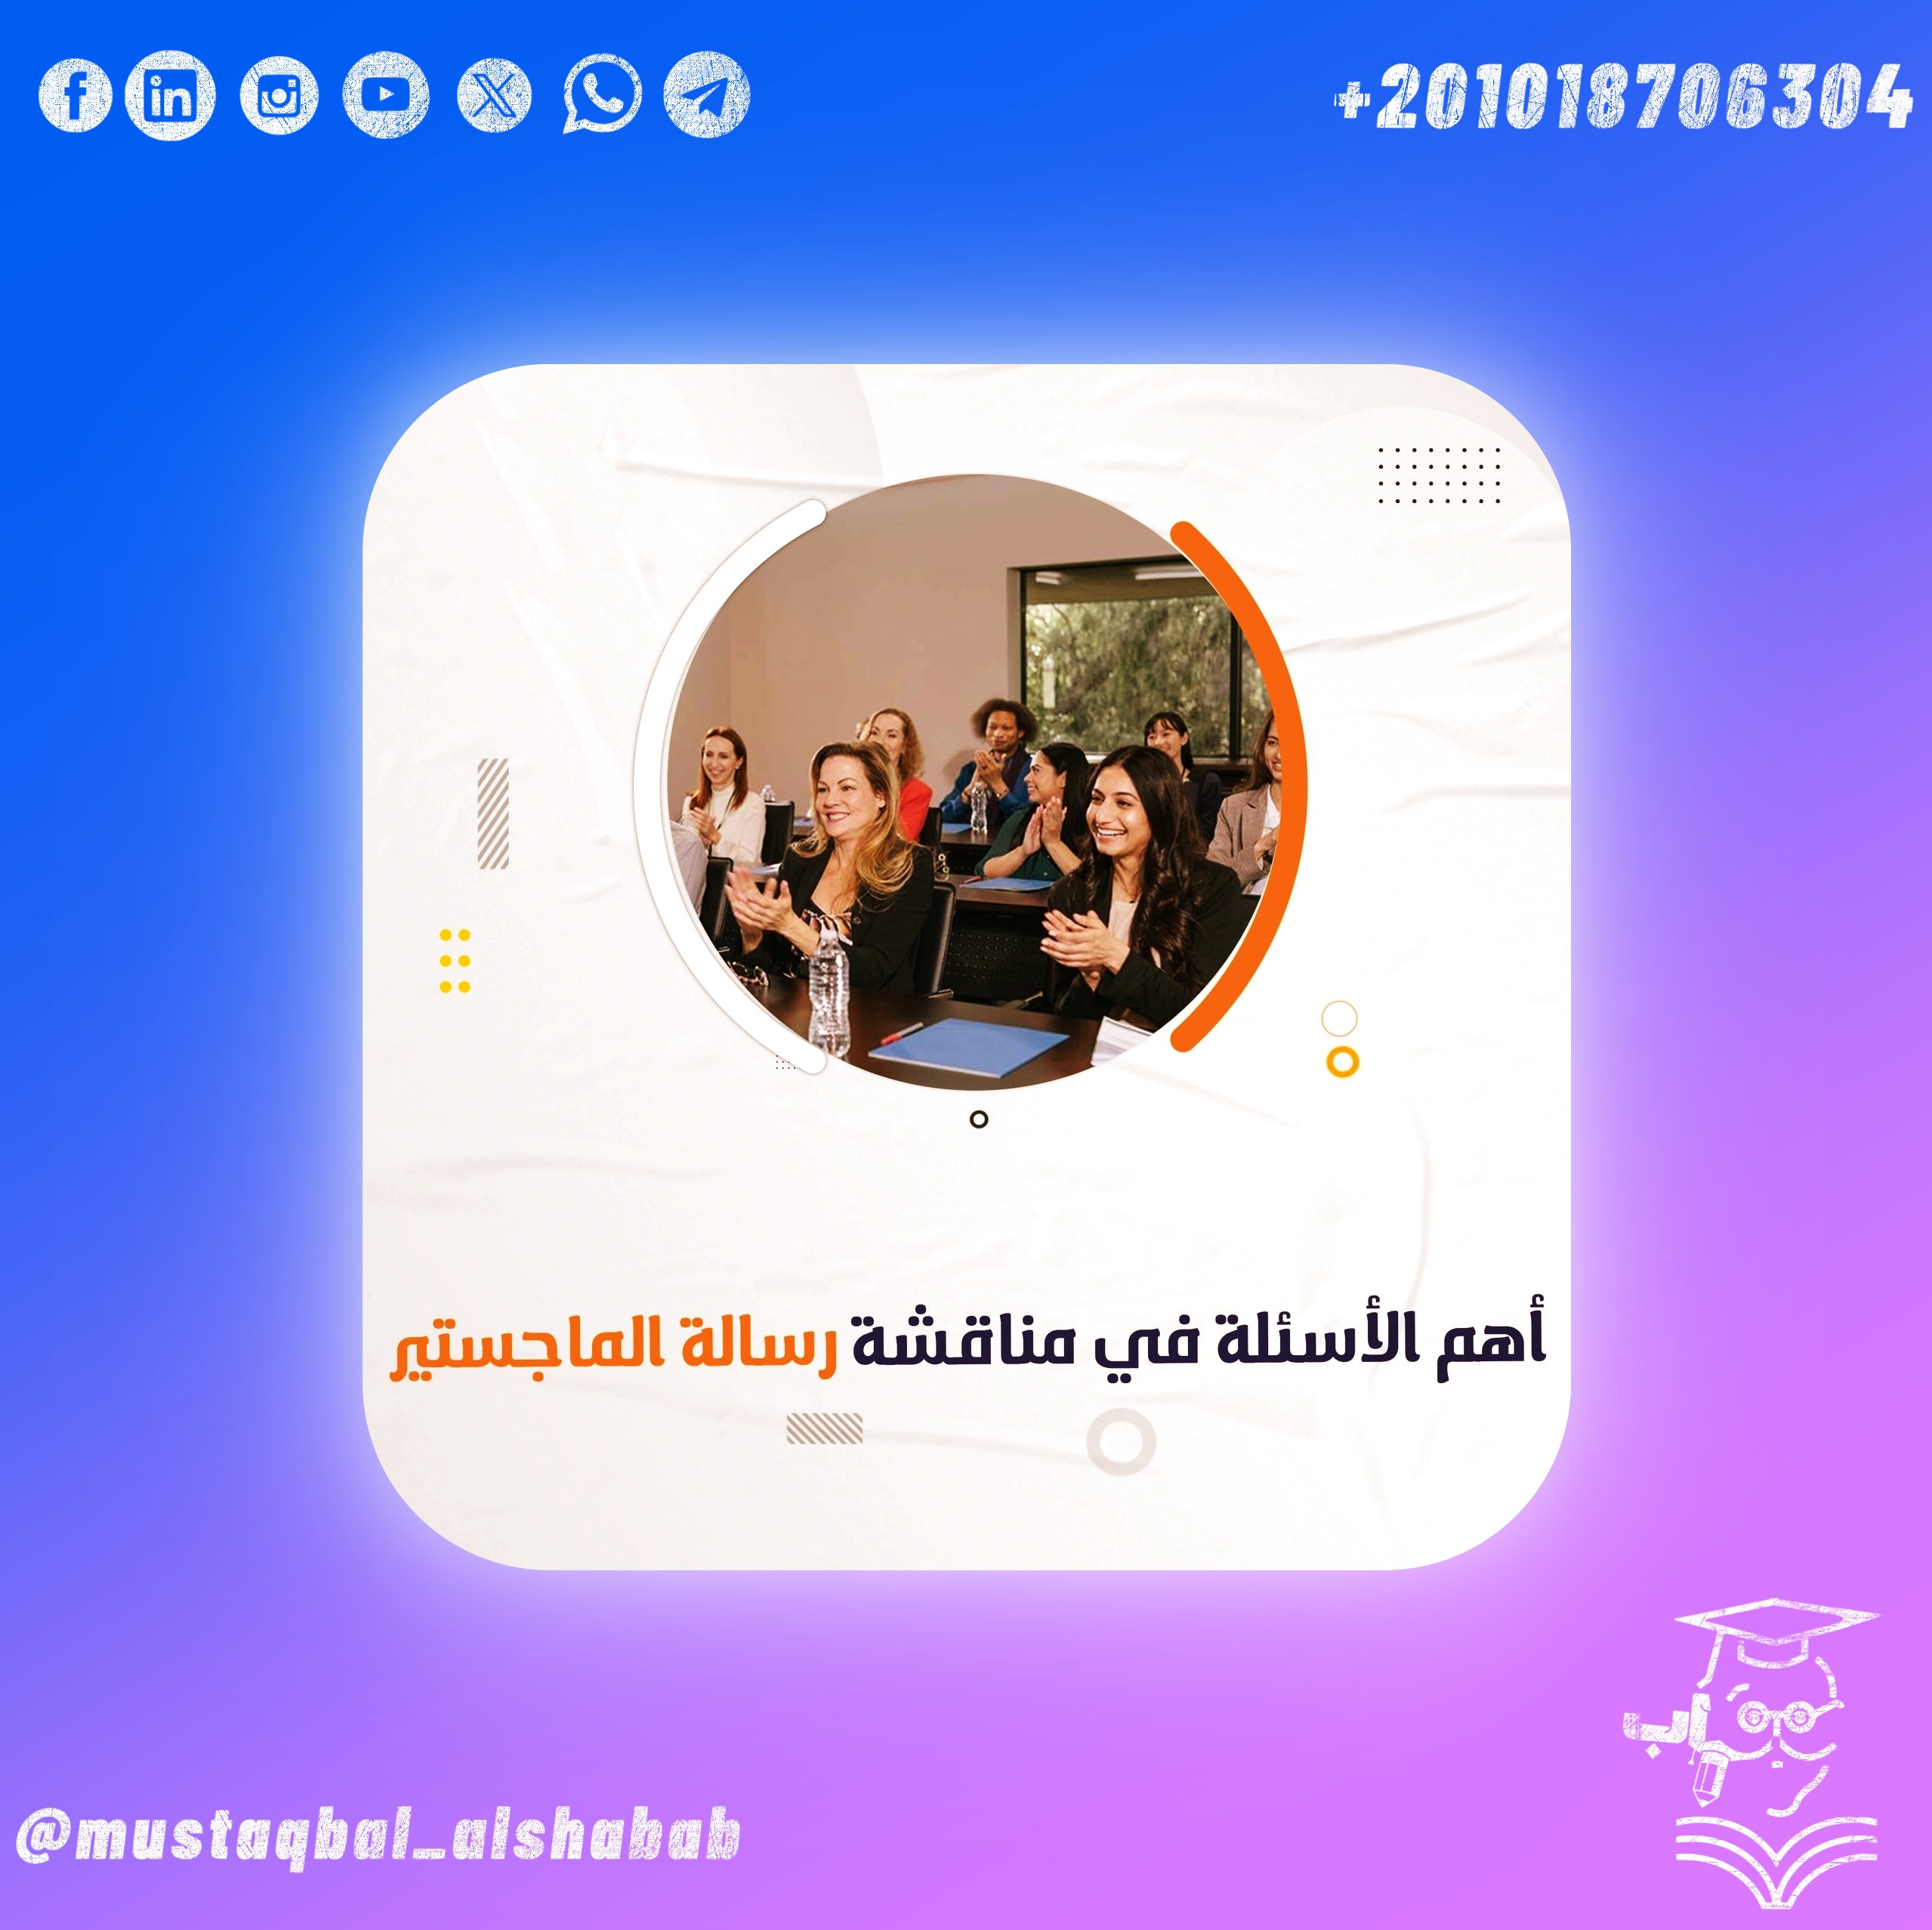 +201018706304
أهم الأسئلة في مناقشة رسالة الماجستير
@mustaqbal_alshabab